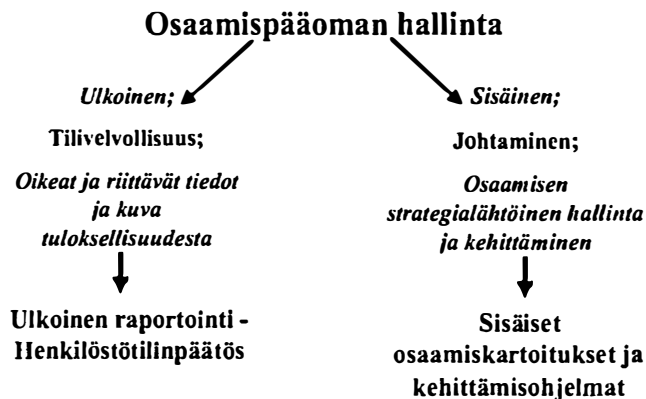 Osaamispääoman hallinta
Ulkoinen;
Tilivelvollisuus;
Oikeat ja riittävät tiedot
ja kuva
tuloksellisuudesta
Ulkoinen raportointi -
Henkilöstötilinpäätös
Sisäinen;
Johtaminen;
Osaamisen
strategialähtöinen hallinta
ja kehittäminen
Sisäiset
osaamiskartoitukset ja
kehittämisohjelmat